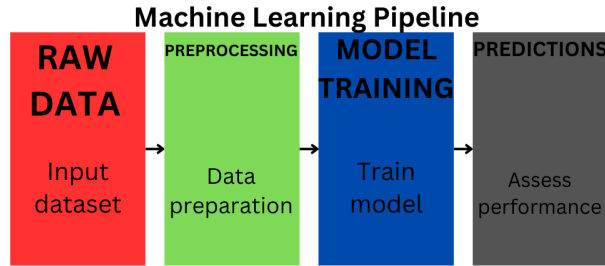 Machine Learning Pipeline
RAW
DATA
Input
dataset
PREPROCESSING
Data
preparation
MODEL
TRAINING
Train
model
PREDICTIONS
Assess
performance